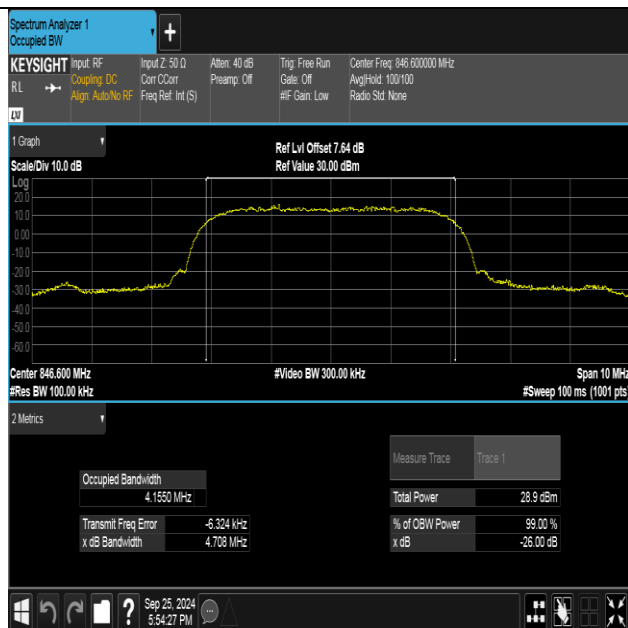 Spectrum Analyzer 1
Occupied BW
+
KEYSIGHT
RL
LXI
Input: RF
Coupling: DC
Align: Auto/No RF
Input Z: 50 Ω
Corr CCorr
Freq Ref: Int (S)
Atten: 40 dB
Preamp: Off
Trig: Free Run
Gate: Off
#IF Gain: Low
Center Freq: 846.600000 MHz
Avg|Hold: 100/100
Radio Std: None
1 Graph
Scale/Div 10.0 dB
Ref Lvl Offset 7.64 dB
Ref Value 30.00 dBm
Log
20.0
10.0
0.00
-10.0
-20.0
-30.0
-40.0
-50.0
-60.0
Center 846.600 MHz
#Video BW 300.00 kHz
Span 10 MHz
#Res BW 100.00 kHz
#Sweep 100 ms (1001 pts)
2 Metrics
Measure Trace Trace 1
Occupied Bandwidth
4.1550 MHz
Total Power 28.9 dBm
Transmit Freq Error -6.324 kHz
% of OBW Power 99.00 %
x dB Bandwidth 4.708 MHz
x dB -26.00 dB
?
Sep 25, 2024
5:54:27 PM